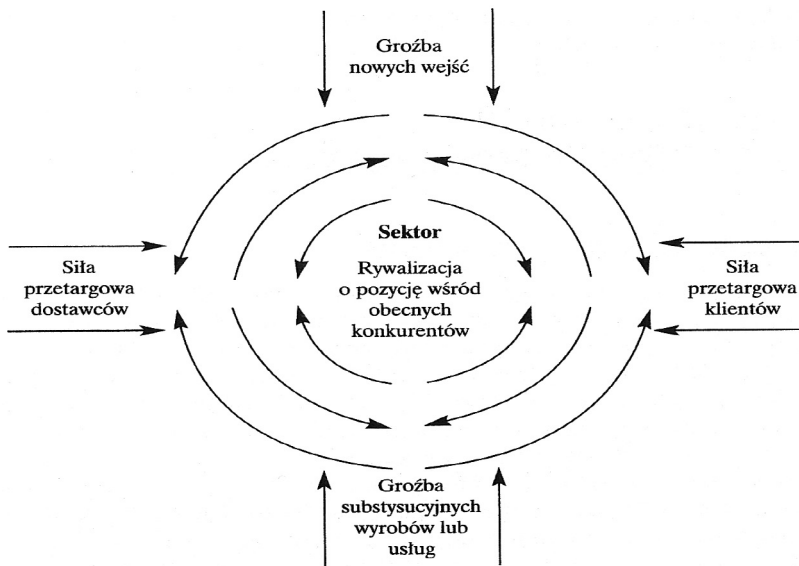 Groźba
nowych wejść
Sektor
Rywalizacja
o pozycję wśród
obecnych
konkurentów
Siła
przetargowa
dostawców
Siła
przetargowa
klientów
Groźba
substysucyjnych
wyrobów lub
usług